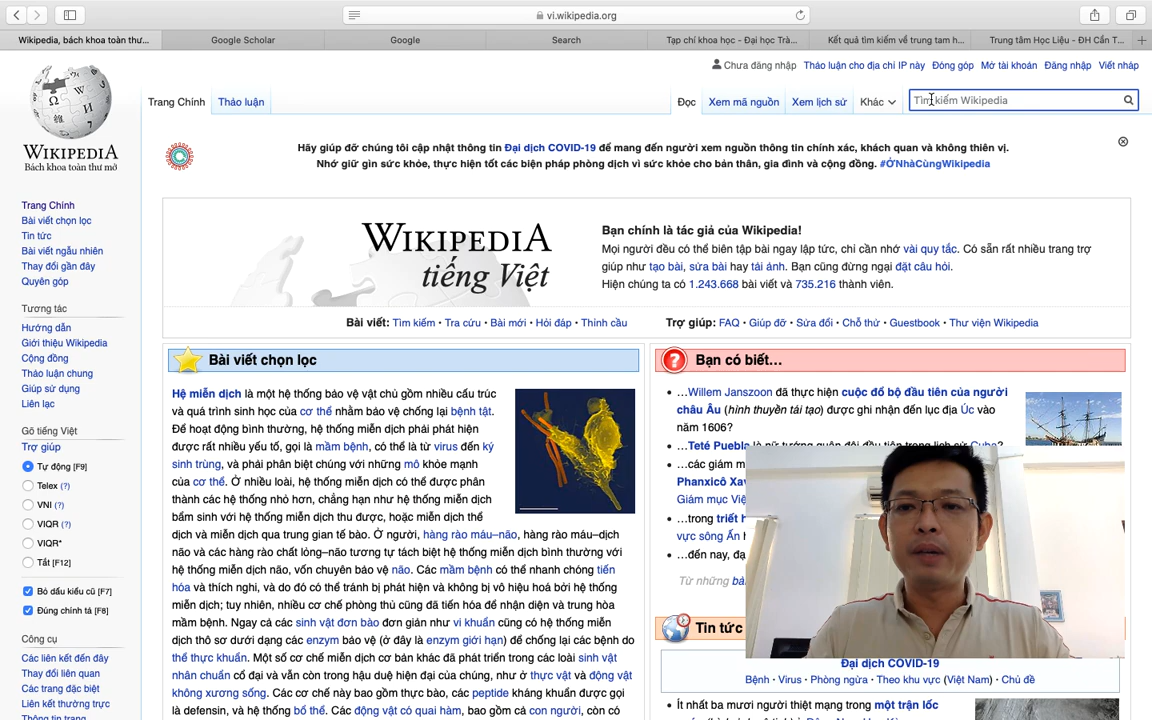 vi.wikipedia.org
Wikipedia, bách khoa toàn thư...
Google Scholar
Google
Search
Tạp chí khoa học - Đại học Trà...
Kết quả tìm kiếm về trung tam h...
Trung tâm Học Liệu - ĐH Cần T...
Chưa đăng nhập
Thảo luận cho địa chỉ IP này
Đóng góp
Mở tài khoản
Đăng nhập
Viết nháp
Trang Chính
Thảo luận
Đọc
Xem mã nguồn
Xem lịch sử
Khác
Tìm kiếm Wikipedia
WIKIPEDIA
Bách khoa toàn thư mở
Hãy giúp đỡ chúng tôi cập nhật thông tin Đại dịch COVID-19 để mang đến người xem nguồn thông tin chính xác, khách quan và không thiên vị.
Nhớ giữ gìn sức khỏe, thực hiện tốt các biện pháp phòng dịch vì sức khỏe cho bản thân, gia đình và cộng đồng. #ỞNhàCùngWikipedia
Trang Chính
Bài viết chọn lọc
Tin tức
Bài viết ngẫu nhiên
Thay đổi gần đây
Quyên góp
Tương tác
Hướng dẫn
Giới thiệu Wikipedia
Cộng đồng
Thảo luận chung
Giúp sử dụng
Liên lạc
Gõ tiếng Việt
Trợ giúp
Tự động [F9]
Telex (?)
VNI (?)
VIQR (?)
VIQR*
Tắt [F12]
Bỏ dấu kiểu cũ [F7]
Đúng chính tả [F8]
Công cụ
Các liên kết đến đây
Thay đổi liên quan
Các trang đặc biệt
Liên kết thường trực
Thông tin trang
WIKIPEDIA
tiếng Việt
Bạn chính là tác giả của Wikipedia!
Mọi người đều có thể biên tập bài ngay lập tức, chỉ cần nhớ vài quy tắc. Có sẵn rất nhiều trang trợ
giúp như tạo bài, sửa bài hay tải ảnh. Bạn cũng đừng ngại đặt câu hỏi.
Hiện chúng ta có 1.243.668 bài viết và 735.216 thành viên.
Bài viết: Tìm kiếm • Tra cứu • Bài mới • Hỏi đáp • Thỉnh cầu
Trợ giúp: FAQ • Giúp đỡ • Sửa đổi • Chỗ thử • Guestbook • Thư viện Wikipedia
Bài viết chọn lọc
Hệ miễn dịch là một hệ thống bảo vệ vật chủ gồm nhiều cấu trúc
và quá trình sinh học của cơ thể nhằm bảo vệ chống lại bệnh tật.
Để hoạt động bình thường, hệ thống miễn dịch phải phát hiện
được rất nhiều yếu tố, gọi là mầm bệnh, có thể là từ virus đến ký
sinh trùng, và phải phân biệt chúng với những mô khỏe mạnh
của cơ thể. Ở nhiều loài, hệ thống miễn dịch có thể được phân
thành các hệ thống nhỏ hơn, chẳng hạn như hệ thống miễn dịch
bẩm sinh với hệ thống miễn dịch thu được, hoặc miễn dịch thể
dịch và miễn dịch qua trung gian tế bào. Ở người, hàng rào máu–não, hàng rào máu–dịch
não và các hàng rào chất lỏng–não tương tự tách biệt hệ thống miễn dịch bình thường với
hệ thống miễn dịch não, vốn chuyên bảo vệ não. Các mầm bệnh có thể nhanh chóng tiến
hóa và thích nghi, và do đó có thể tránh bị phát hiện và không bị vô hiệu hoá bởi hệ thống
miễn dịch; tuy nhiên, nhiều cơ chế phòng thủ cũng đã tiến hóa để nhận diện và trung hòa
mầm bệnh. Ngay cả các sinh vật đơn bào đơn giản như vi khuẩn cũng có hệ thống miễn
dịch thô sơ dưới dạng các enzym bảo vệ (ở đây là enzym giới hạn) để chống lại các bệnh do
thể thực khuẩn. Một số cơ chế miễn dịch cơ bản khác đã phát triển trong các loài sinh vật
nhân chuẩn cổ đại và vẫn còn trong hậu duệ hiện đại của chúng, như ở thực vật và động vật
không xương sống. Các cơ chế này bao gồm thực bào, các peptide kháng khuẩn được gọi
là defensin, và hệ thống bổ thể. Các động vật có quai hàm, bao gồm cả con người, còn có
Bạn có biết…
…Willem Janszoon đã thực hiện cuộc đổ bộ đầu tiên của người
châu Âu (hình thuyền tái tạo) được ghi nhận đến lục địa Úc vào
năm 1606?
…Teté Puebla là nữ tướng quân đội đầu tiên trong lịch sử Cuba?
…các giám m
Phanxicô Xav
Giám mục Việ
…trong triết h
vực sông Ấn h
…đến nay, đạ
Từ những bà
Tin tức
Đại dịch COVID-19
Bệnh • Virus • Phòng ngừa • Theo khu vực (Việt Nam) • Chủ đề
Ít nhất ba mươi người thiệt mạng trong một trận lốc